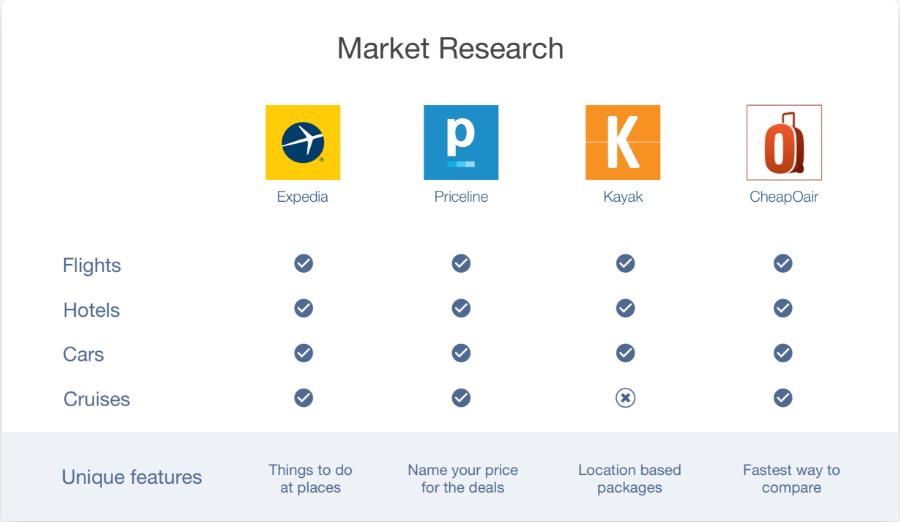 Market Research
p
K
Expedia
Priceline
Kayak
CheapOair
Flights
Hotels
Cars
Cruises
Unique features
Things to do
at places
Name your price
for the deals
Location based
packages
Fastest way to
compare